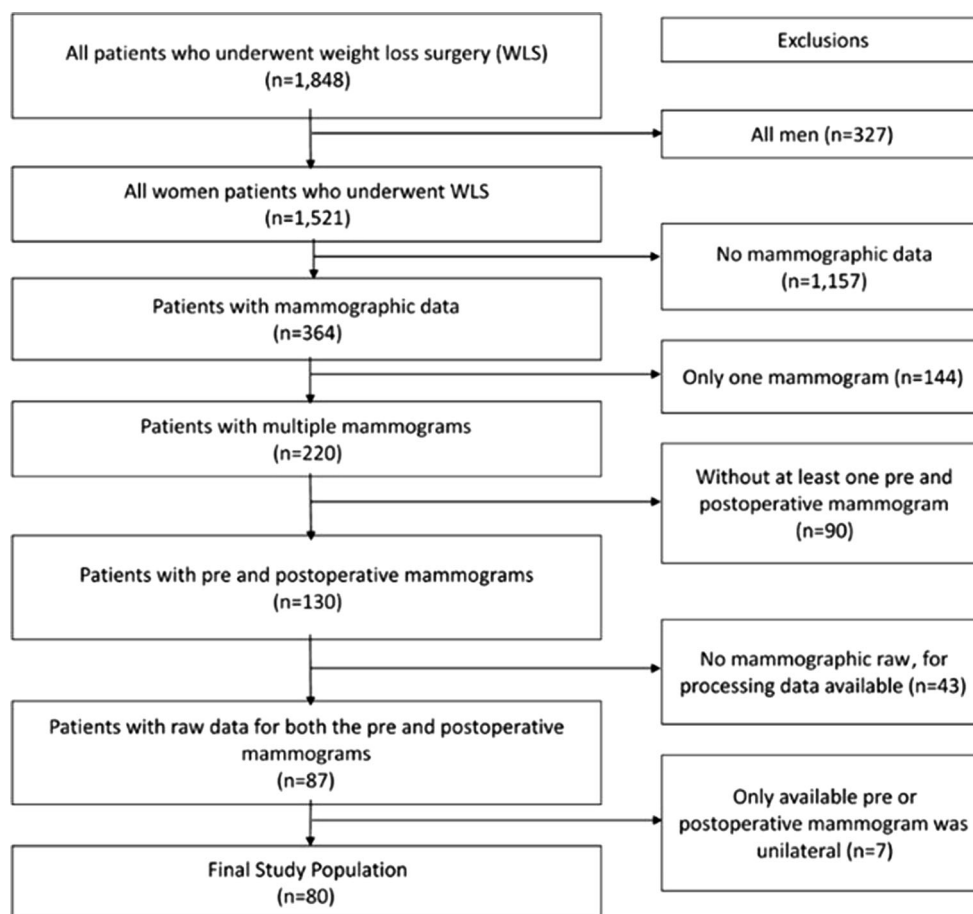 All patients who underwent weight loss surgery (WLS)
(n=1,848)
Exclusions
All men (n=327)
All women patients who underwent WLS
(n=1,521)
No mammographic data
(n=1,157)
Patients with mammographic data
(n=364)
Only one mammogram (n=144)
Patients with multiple mammograms
(n=220)
Without at least one pre and
postoperative mammogram
(n=90)
Patients with pre and postoperative mammograms
(n=130)
No mammographic raw, for
processing data available (n=43)
Patients with raw data for both the pre and postoperative
mammograms
(n=87)
Only available pre or
postoperative mammogram was
unilateral (n=7)
Final Study Population
(n=80)